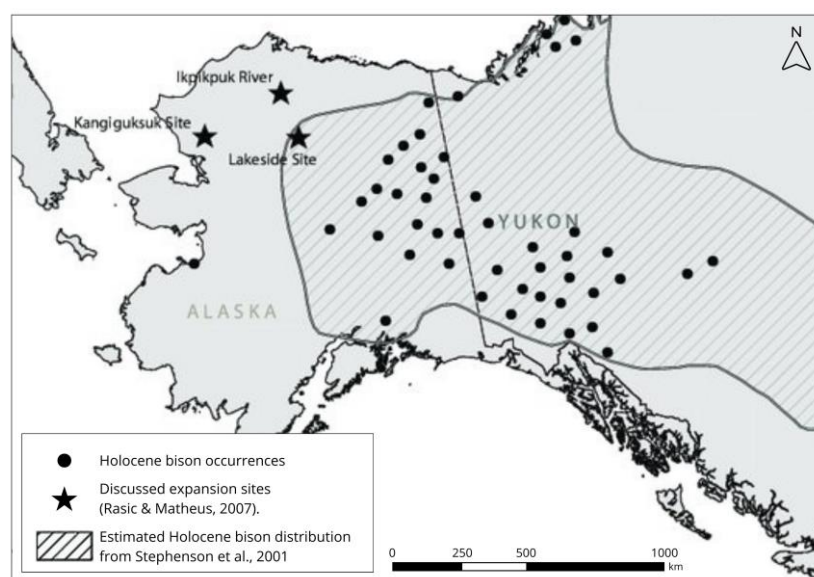 N
Ikpikpuk River
Kangiguksuk Site
Lakeside Site
YUKON
ALASKA
Holocene bison occurrences
Discussed expansion sites
(Rasic & Matheus, 2007).
Estimated Holocene bison distribution
from Stephenson et al., 2001
0 250 500 1000
km